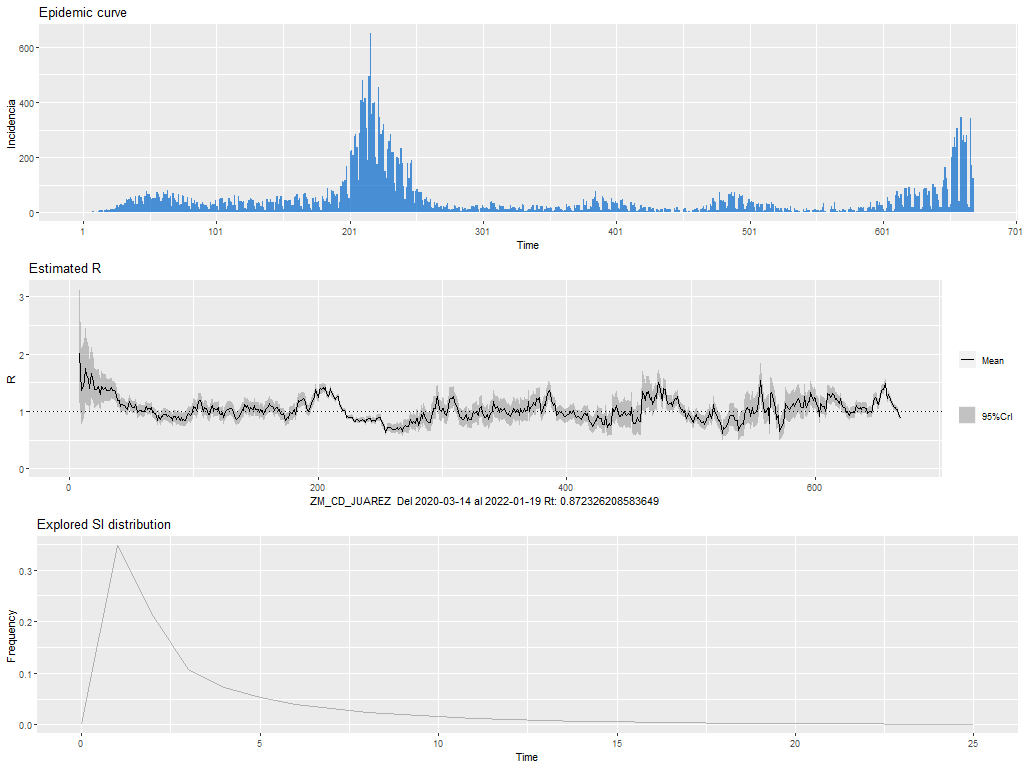 Epidemic curve
600
400
200
0
Incidencia
1
101
201
301
401
501
601
701
Time
Estimated R
3
2
1
0
R
0
200
400
600
Mean
95%CrI
ZM_CD_JUAREZ Del 2020-03-14 al 2022-01-19 Rt: 0.872326208583649
Explored SI distribution
0.3
0.2
0.1
0.0
Frequency
0
5
10
15
20
25
Time